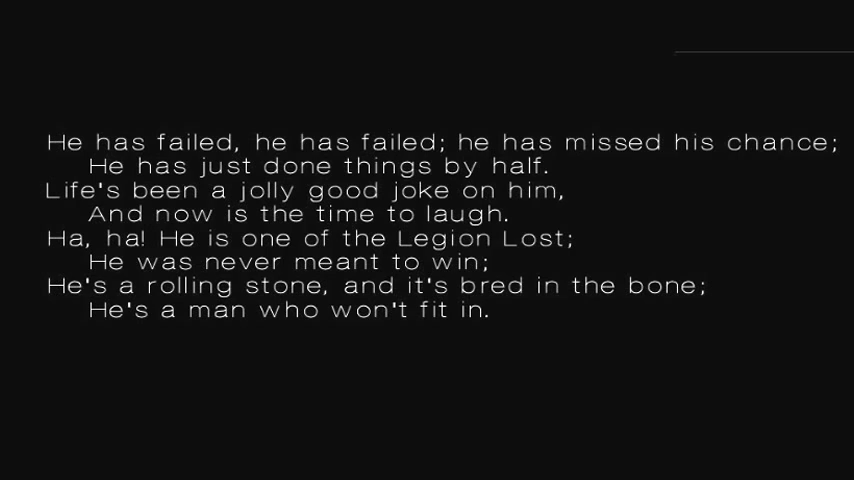 He has failed, he has failed; he has missed his chance;
He has just done things by half.
Life's been a jolly good joke on him,
And now is the time to laugh.
Ha, ha! He is one of the Legion Lost;
He was never meant to win;
He's a rolling stone, and it's bred in the bone;
He's a man who won't fit in.